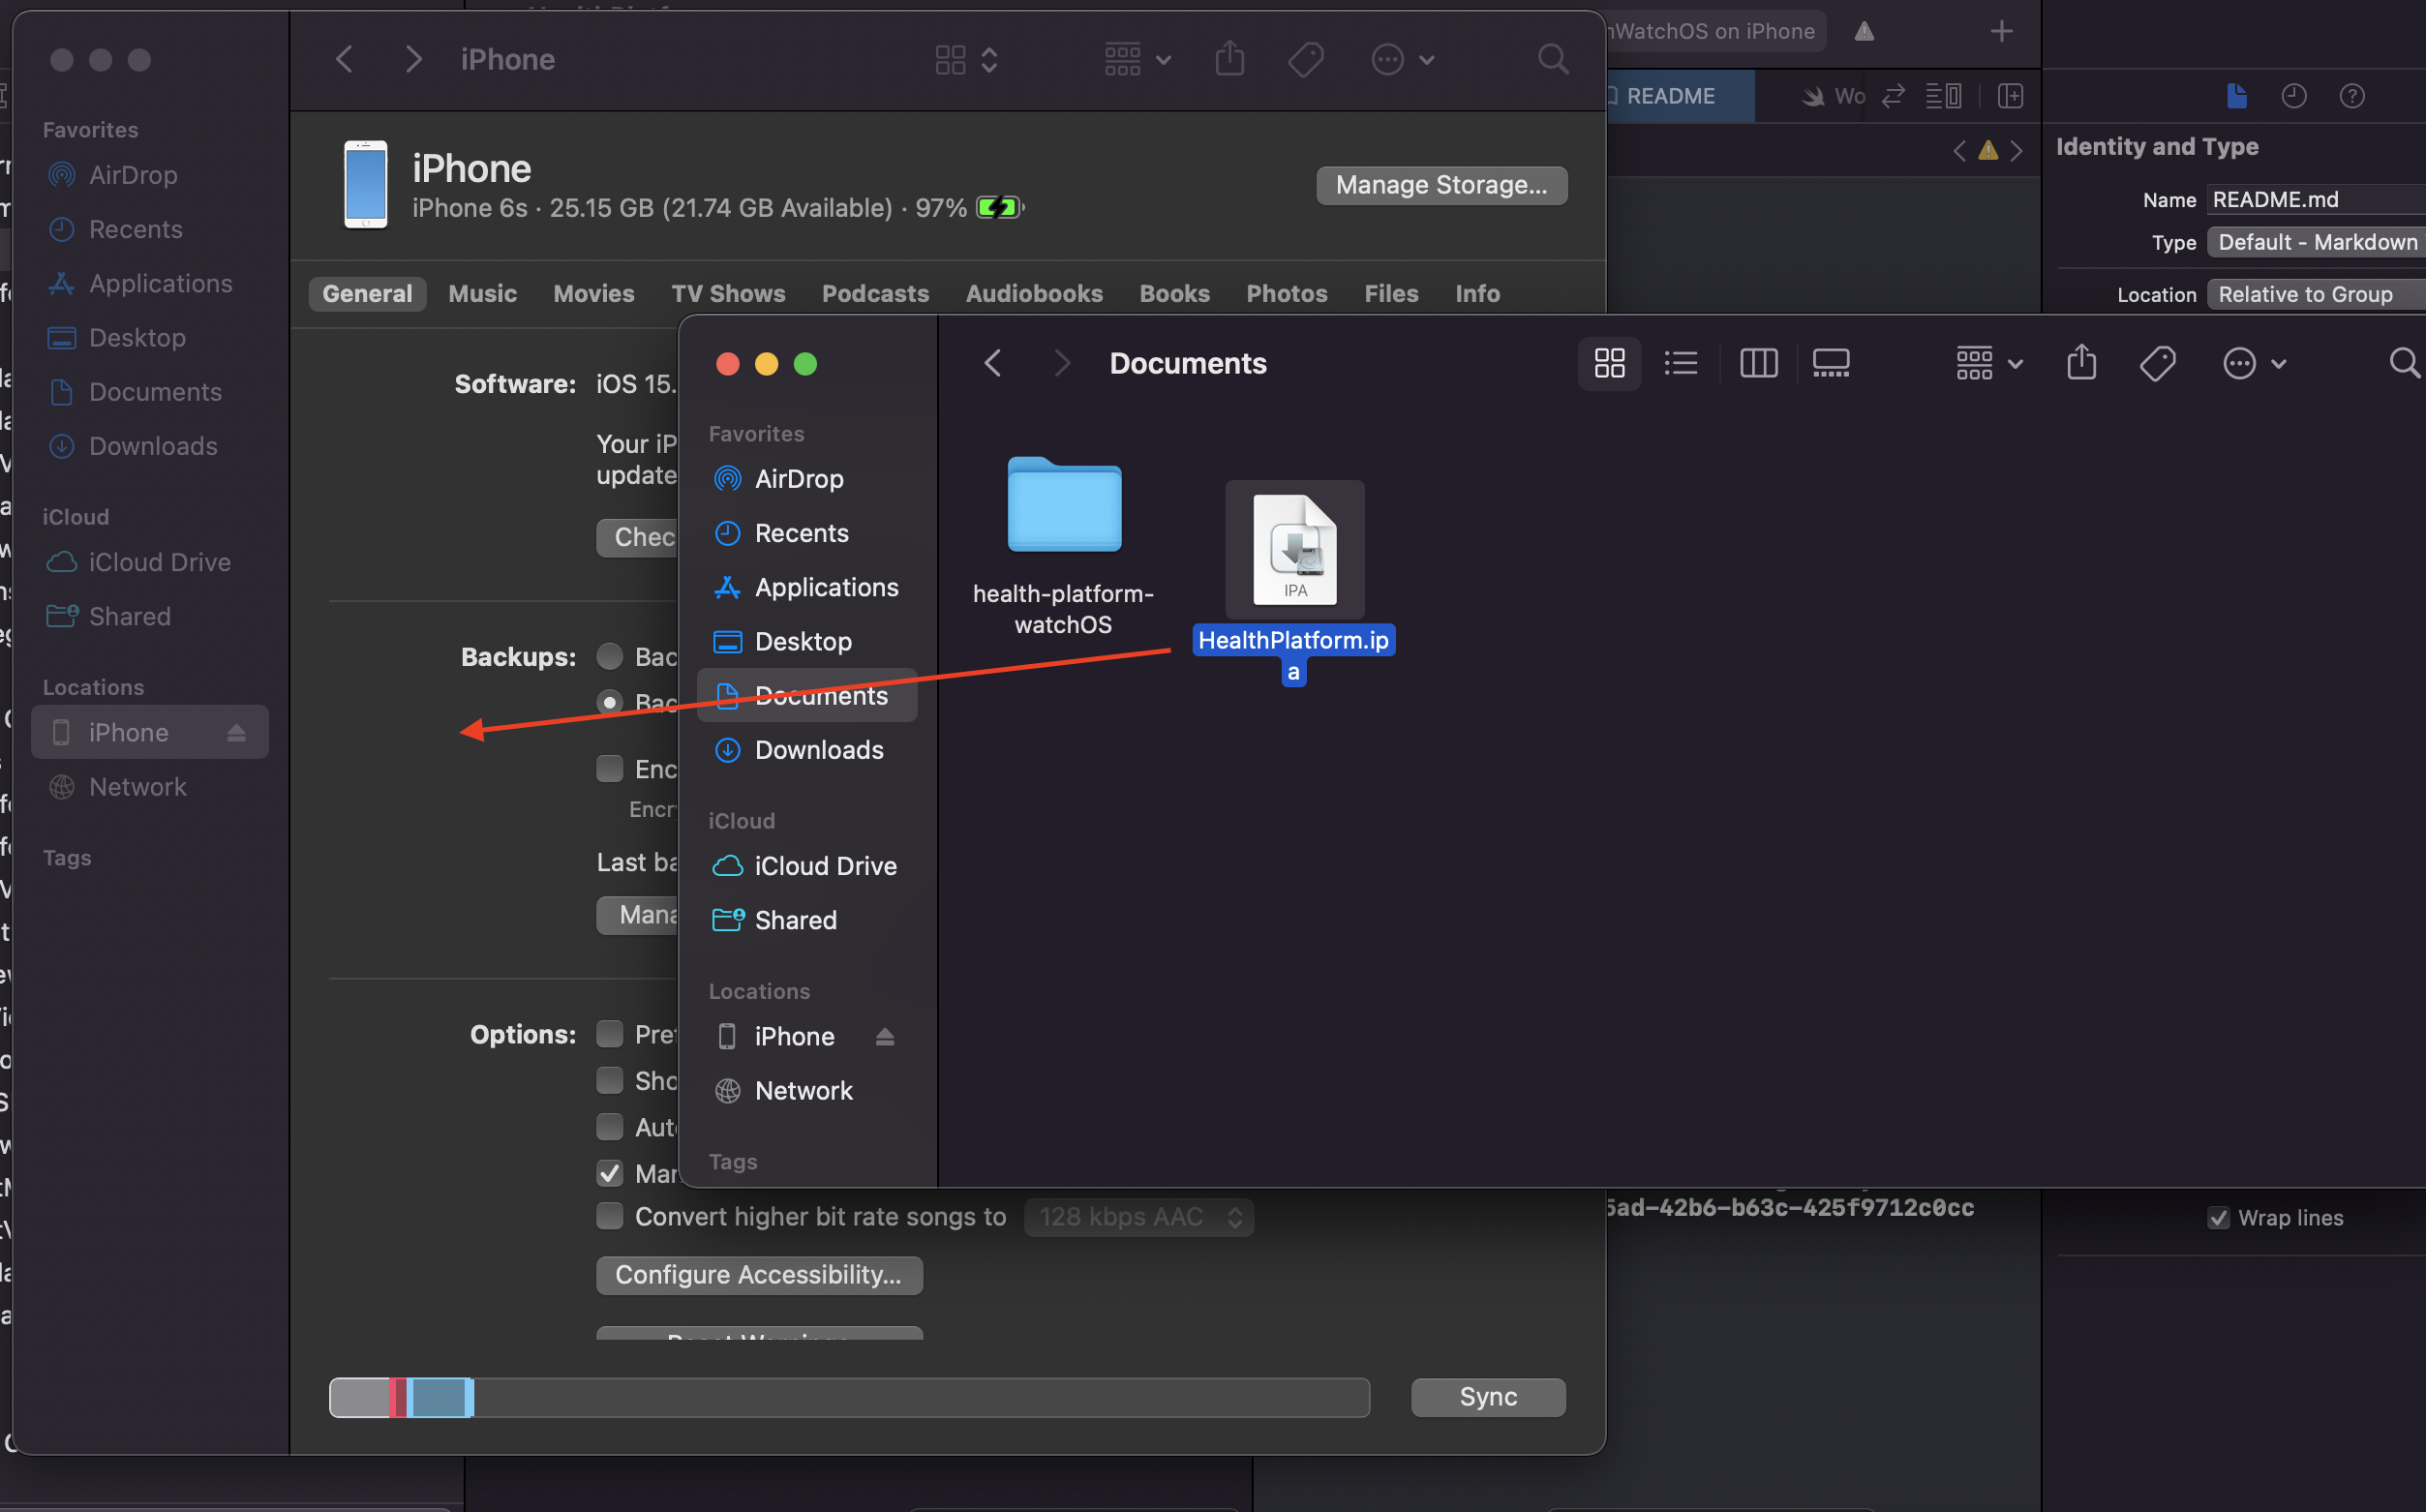 iPhone
nWatchOS on iPhone
README
Wo
Identity and Type
Name README.md
Type Default - Markdown
Location Relative to Group
Favorites
AirDrop
Recents
Applications
Desktop
Documents
Downloads
iCloud
iCloud Drive
Shared
Locations
iPhone
Network
Tags
iPhone
iPhone 6s · 25.15 GB (21.74 GB Available) · 97%
Manage Storage...
General Music Movies TV Shows Podcasts Audiobooks Books Photos Files Info
Software: iOS 15.
Your iP
update
Chec
Backups: Bac
Bac
Enc
Encr
Last ba
Mana
Options: Pref
Sho
Aut
Man
Convert higher bit rate songs to 128 kbps AAC
Configure Accessibility...
Sync
Documents
Favorites
AirDrop
Recents
Applications
Desktop
Documents
Downloads
iCloud
iCloud Drive
Shared
Locations
iPhone
Network
Tags
health-platform-
watchOS
IPA
HealthPlatform.ip
a
5ad-42b6-b63c-425f9712c0cc
Wrap lines